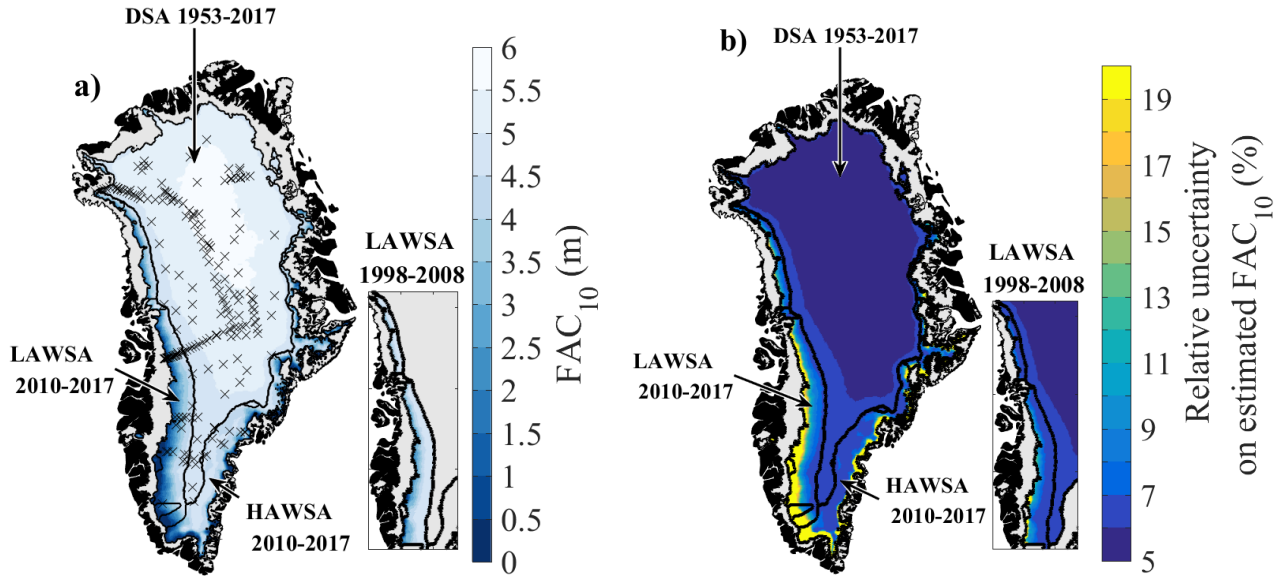 DSA 1953-2017
a)
LAWSA
1998-2008
LAWSA
2010-2017
HAWSA
2010-2017
6
5.5
5
4.5
4
3.5
3
2.5
2
1.5
1
0.5
0
FAC10 (m)
b)
DSA 1953-2017
LAWSA
1998-2008
LAWSA
2010-2017
HAWSA
2010-2017
19
17
15
13
11
9
7
5
Relative uncertainty
on estimated FAC10 (%)